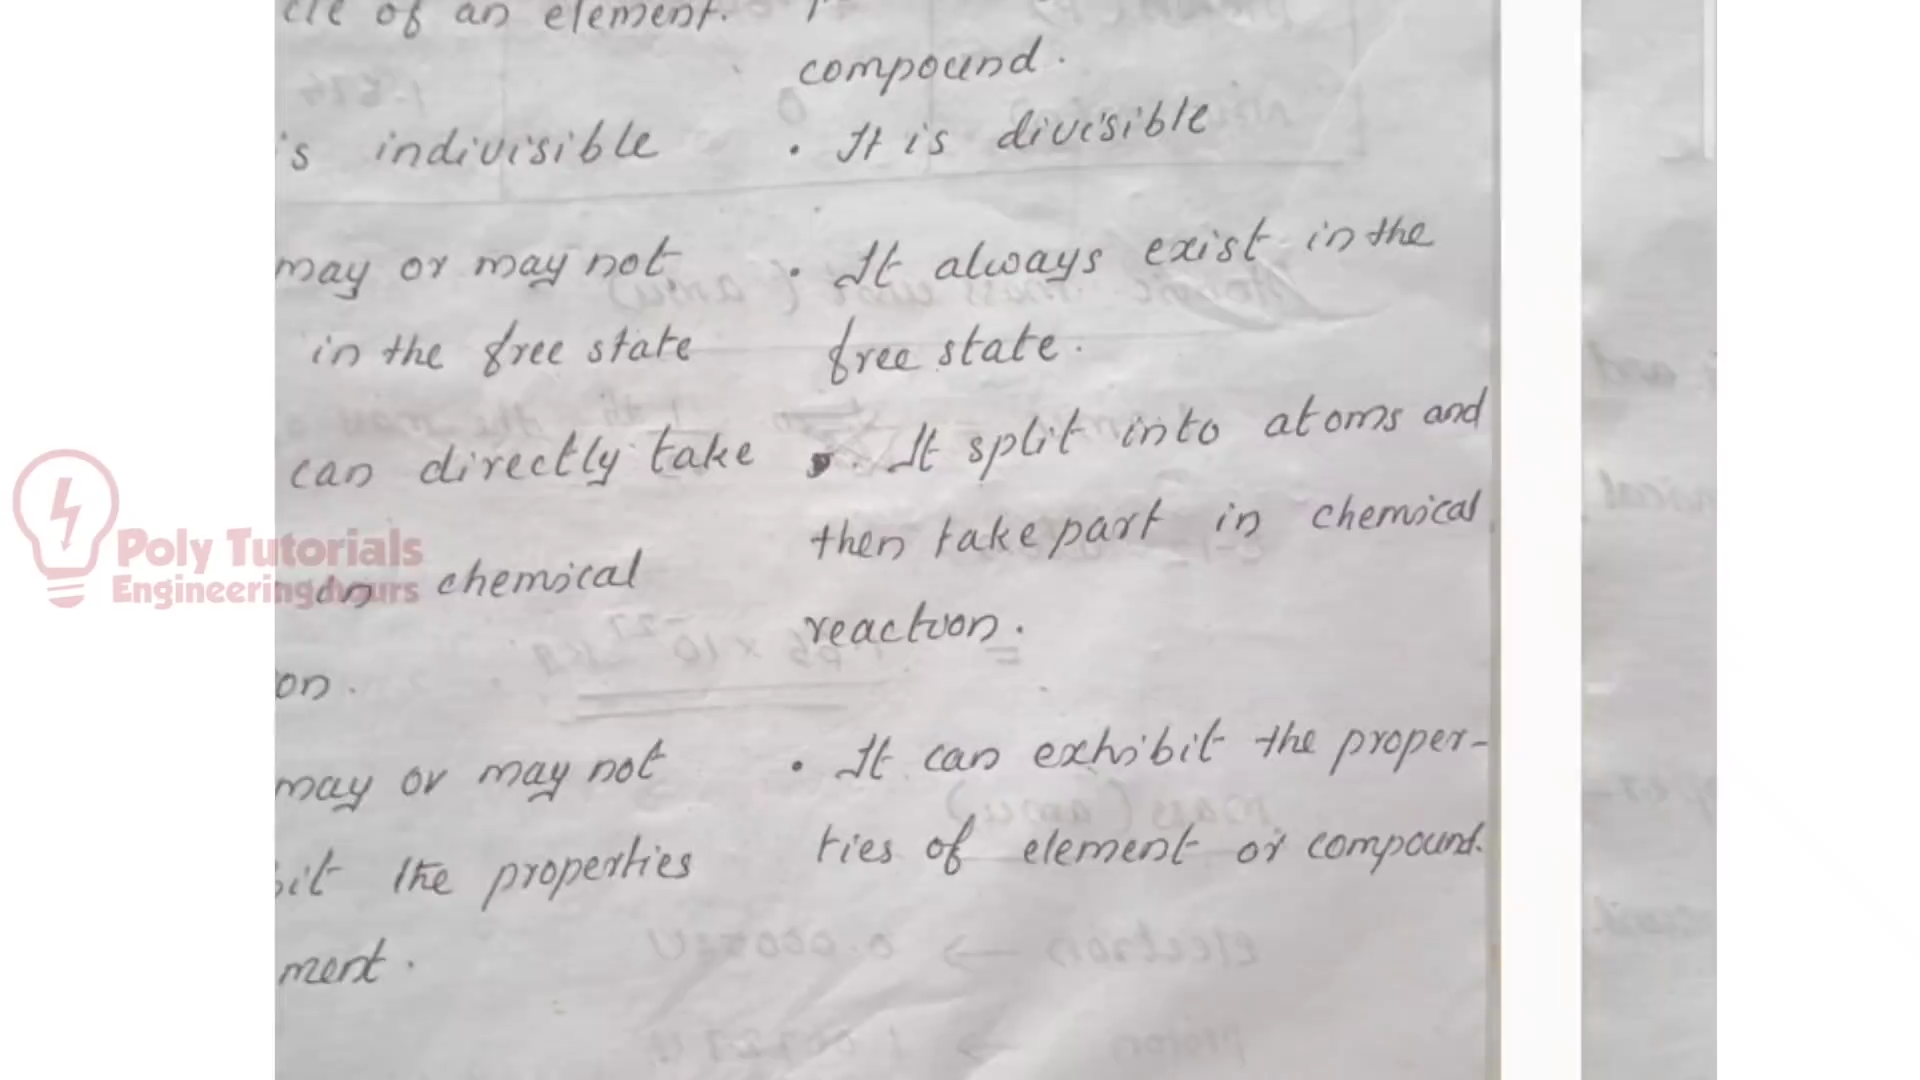 cle of an element.
compound.
is indivisible
. It is divisible
may or may not
in the free state
. It always exist in the
free state.
can directly take
chemical
on.
. It split into atoms and
then take part in chemical
reaction.
may or may not
bit the properties
ment.
. It can exhibit the proper-
ties of element or compound.
Poly Tutorials
Engineering